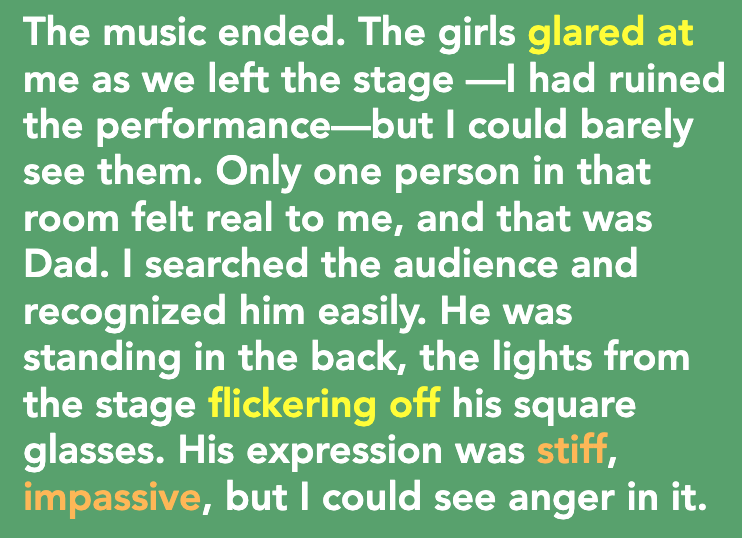 The music ended. The girls glared at
me as we left the stage —I had ruined
the performance—but I could barely
see them. Only one person in that
room felt real to me, and that was
Dad. I searched the audience and
recognized him easily. He was
standing in the back, the lights from
the stage flickering off his square
glasses. His expression was stiff,
impassive, but I could see anger in it.